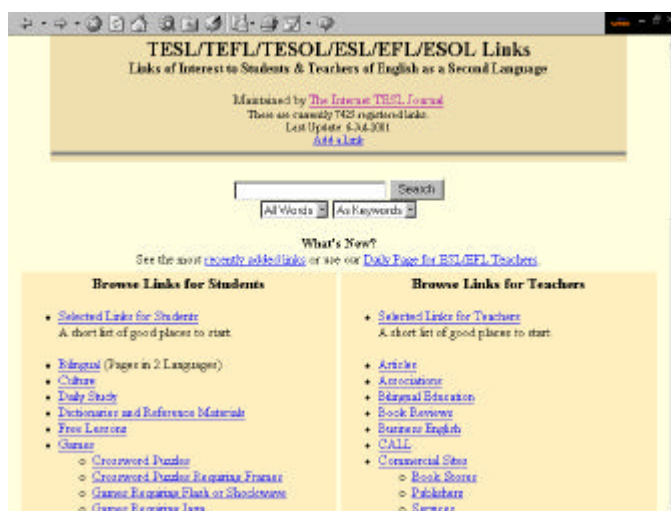 TESL/TEFL/TESOL/ESL/EFL/ESOL Links
Links of Interest to Students & Teachers of English as a Second Language
Maintained by The Internet TESL Journal
There are currently 7425 registered links.
Last Update: 6-Jul-2001
Add a Link
Search
All Words As Keywords
What's New?
See the most recently added links or use our Daily Page for ESL/EFL Teachers.
Browse Links for Students
Selected Links for Students
A short list of good places to start.
Bilingual (Pages in 2 Languages)
Culture
Daily Study
Dictionaries and Reference Materials
Free Lessons
Games
Crossword Puzzles
Crossword Puzzles Requiring Frames
Games Requiring Flash or Shockwave
Games Requiring Java
Browse Links for Teachers
Selected Links for Teachers
A short list of good places to start.
Articles
Associations
Bilingual Education
Book Reviews
Business English
CALL
Commercial Sites
Book Stores
Publishers
Services